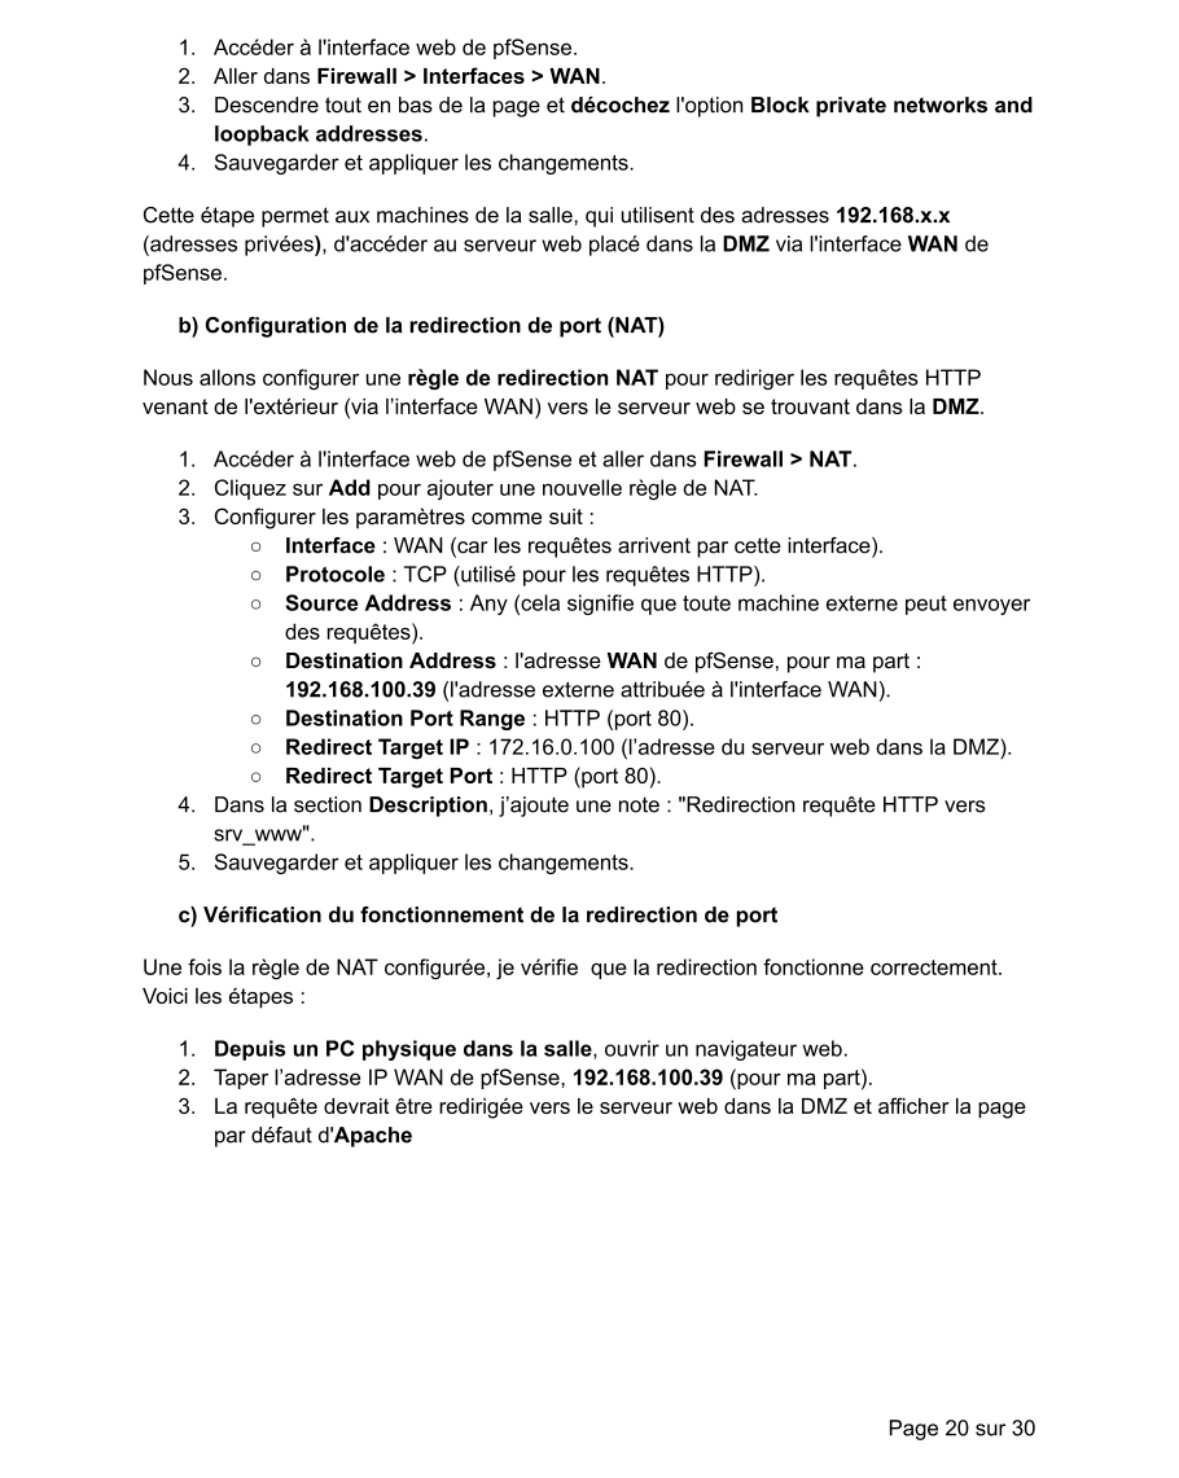 1. Accéder à l'interface web de pfSense.
2. Aller dans Firewall > Interfaces > WAN.
3. Descendre tout en bas de la page et décochez l'option Block private networks and
loopback addresses.
4. Sauvegarder et appliquer les changements.
Cette étape permet aux machines de la salle, qui utilisent des adresses 192.168.x.x
(adresses privées), d'accéder au serveur web placé dans la DMZ via l'interface WAN de
pfSense.
b) Configuration de la redirection de port (NAT)
Nous allons configurer une règle de redirection NAT pour rediriger les requêtes HTTP
venant de l'extérieur (via l’interface WAN) vers le serveur web se trouvant dans la DMZ.
1. Accéder à l'interface web de pfSense et aller dans Firewall > NAT.
2. Cliquez sur Add pour ajouter une nouvelle règle de NAT.
3. Configurer les paramètres comme suit :
○ Interface : WAN (car les requêtes arrivent par cette interface).
○ Protocole : TCP (utilisé pour les requêtes HTTP).
○ Source Address : Any (cela signifie que toute machine externe peut envoyer
des requêtes).
○ Destination Address : l'adresse WAN de pfSense, pour ma part :
192.168.100.39 (l'adresse externe attribuée à l'interface WAN).
○ Destination Port Range : HTTP (port 80).
○ Redirect Target IP : 172.16.0.100 (l’adresse du serveur web dans la DMZ).
○ Redirect Target Port : HTTP (port 80).
4. Dans la section Description, j’ajoute une note : "Redirection requête HTTP vers
srv_www".
5. Sauvegarder et appliquer les changements.
c) Vérification du fonctionnement de la redirection de port
Une fois la règle de NAT configurée, je vérifie  que la redirection fonctionne correctement.
Voici les étapes :
1. Depuis un PC physique dans la salle, ouvrir un navigateur web.
2. Taper l’adresse IP WAN de pfSense, 192.168.100.39 (pour ma part).
3. La requête devrait être redirigée vers le serveur web dans la DMZ et afficher la page
par défaut d'Apache
Page 20 sur 30